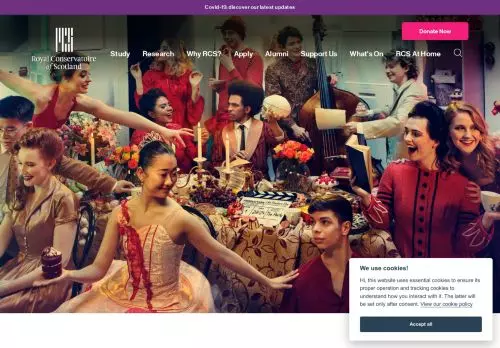 Covid-19: discover our latest updates
Donate Now
Royal Conservatoire
of Scotland
Study
Research
Why RCS?
Apply
Alumni
Support Us
What's On
RCS At Home
We use cookies!
Hi, this website uses essential cookies to ensure its
proper operation and tracking cookies to
understand how you interact with it. The latter will
be set only after consent. View our cookie policy
Accept all